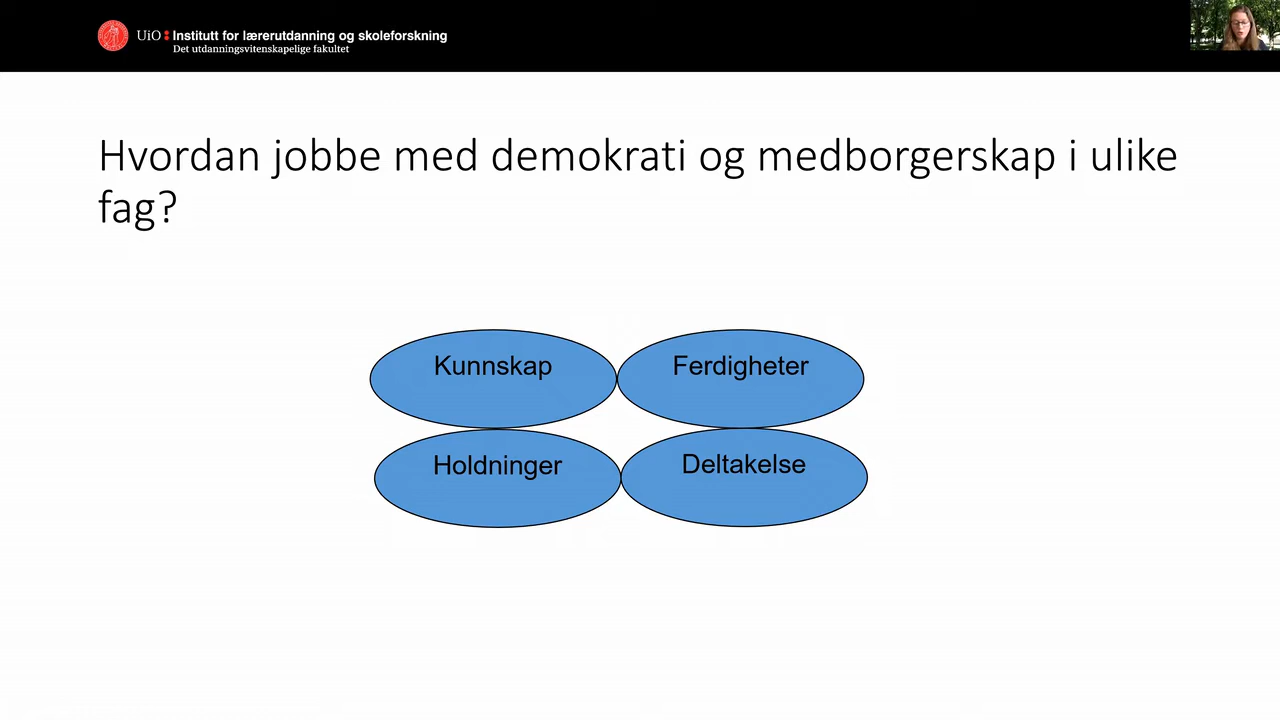 UiO Institutt for lærerutdanning og skoleforskning
Det utdanningsvitenskapelige fakultet
Hvordan jobbe med demokrati og medborgerskap i ulike
fag?
Kunnskap
Ferdigheter
Holdninger
Deltakelse